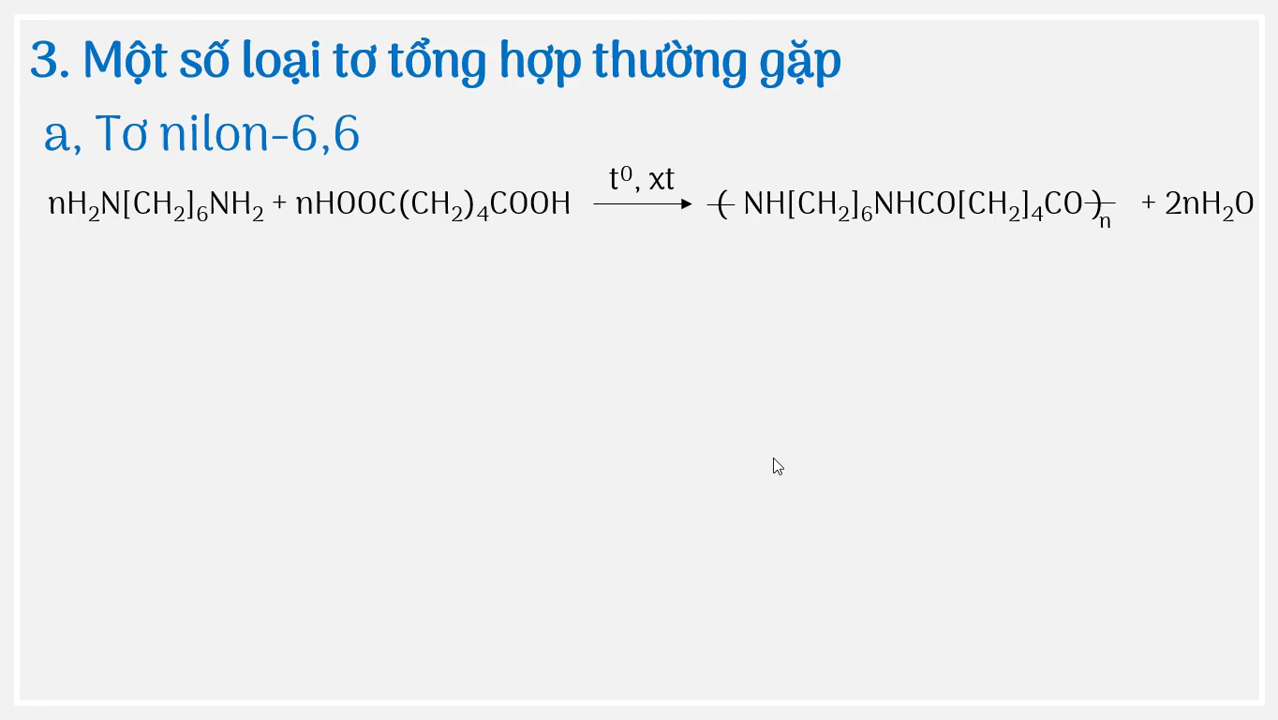 3. Một số loại tơ tổng hợp thường gặp
a, Tơ nilon-6,6
nH₂N[CH₂]₆NH₂ + nHOOC(CH₂)₄COOH t⁰, xt ( NH[CH₂]₆NHCO[CH₂]₄CO )n + 2nH₂O